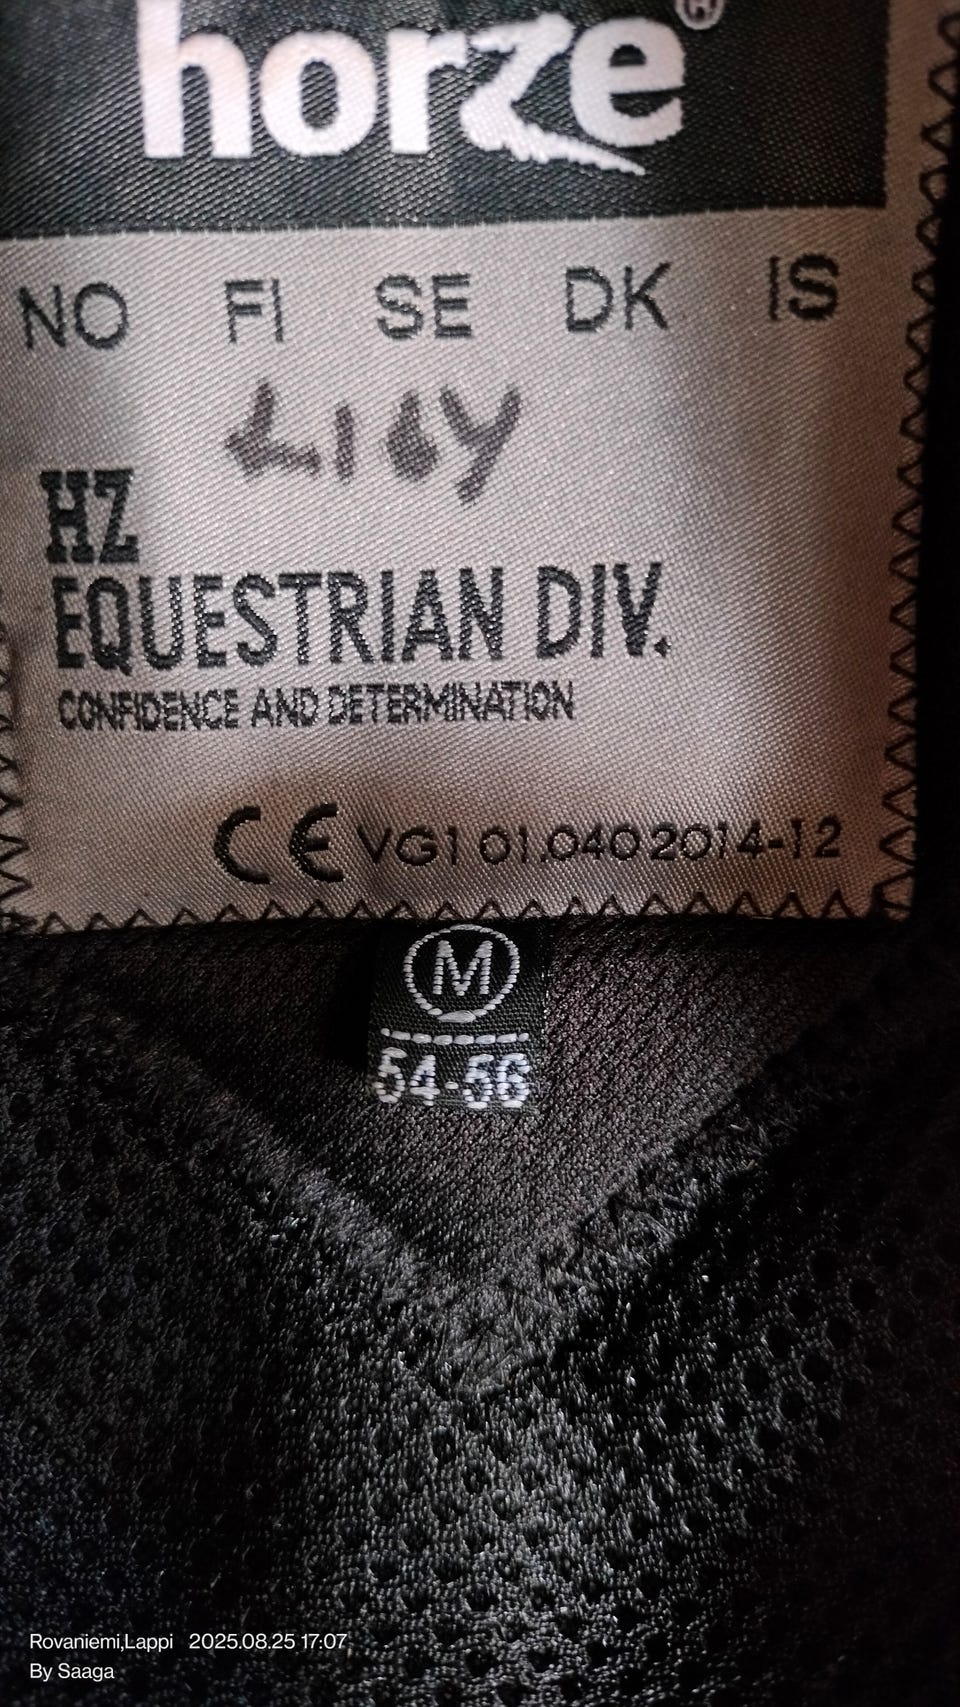 horze®
NO FI SE DK IS
LILY
HZ
EQUESTRIAN DIV.
CONFIDENCE AND DETERMINATION
CE VG1 01.040 2014-12
M
54-56
Rovaniemi,Lappi 2025.08.25 17:07
By Saaga